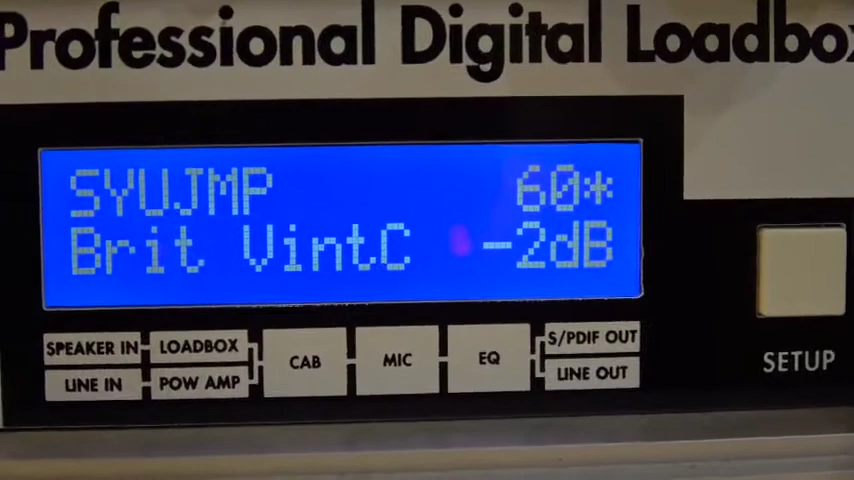 Professional Digital Loadbox
SYUJMP 60*
Brit VintC -2dB
SPEAKER IN LOADBOX CAB MIC EQ S/PDIF OUT
LINE IN POW AMP LINE OUT
SETUP